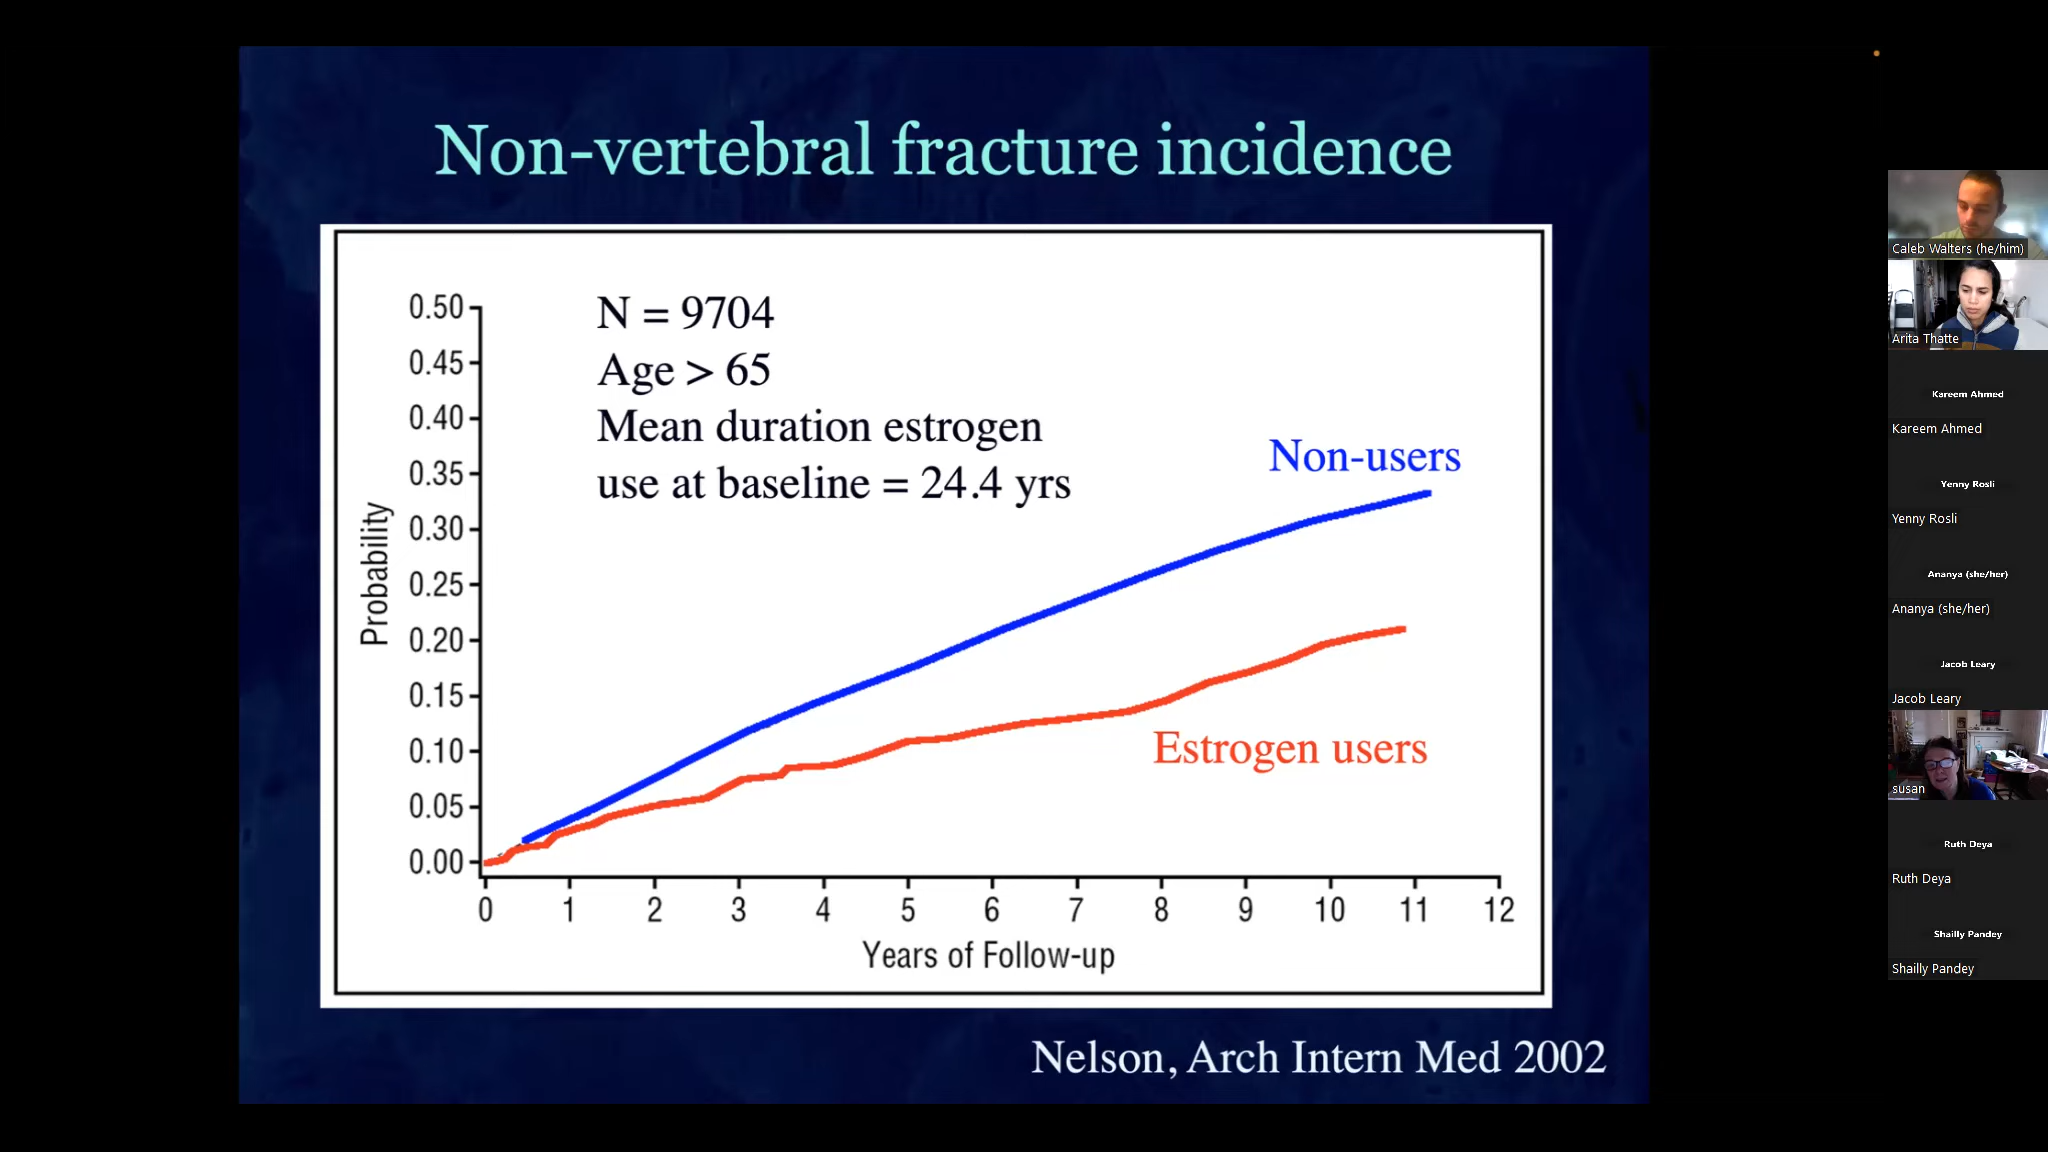 Non-vertebral fracture incidence
N = 9704
Age > 65
Mean duration estrogen
use at baseline = 24.4 yrs
Non-users
Estrogen users
Probability
0.50
0.45
0.40
0.35
0.30
0.25
0.20
0.15
0.10
0.05
0.00
0 1 2 3 4 5 6 7 8 9 10 11 12
Years of Follow-up
Nelson, Arch Intern Med 2002
Caleb Walters (he/him)
Arita Thatte
Kareem Ahmed
Kareem Ahmed
Yenny Rosli
Yenny Rosli
Ananya (she/her)
Ananya (she/her)
Jacob Leary
Jacob Leary
susan
Ruth Deya
Ruth Deya
Shailly Pandey
Shailly Pandey